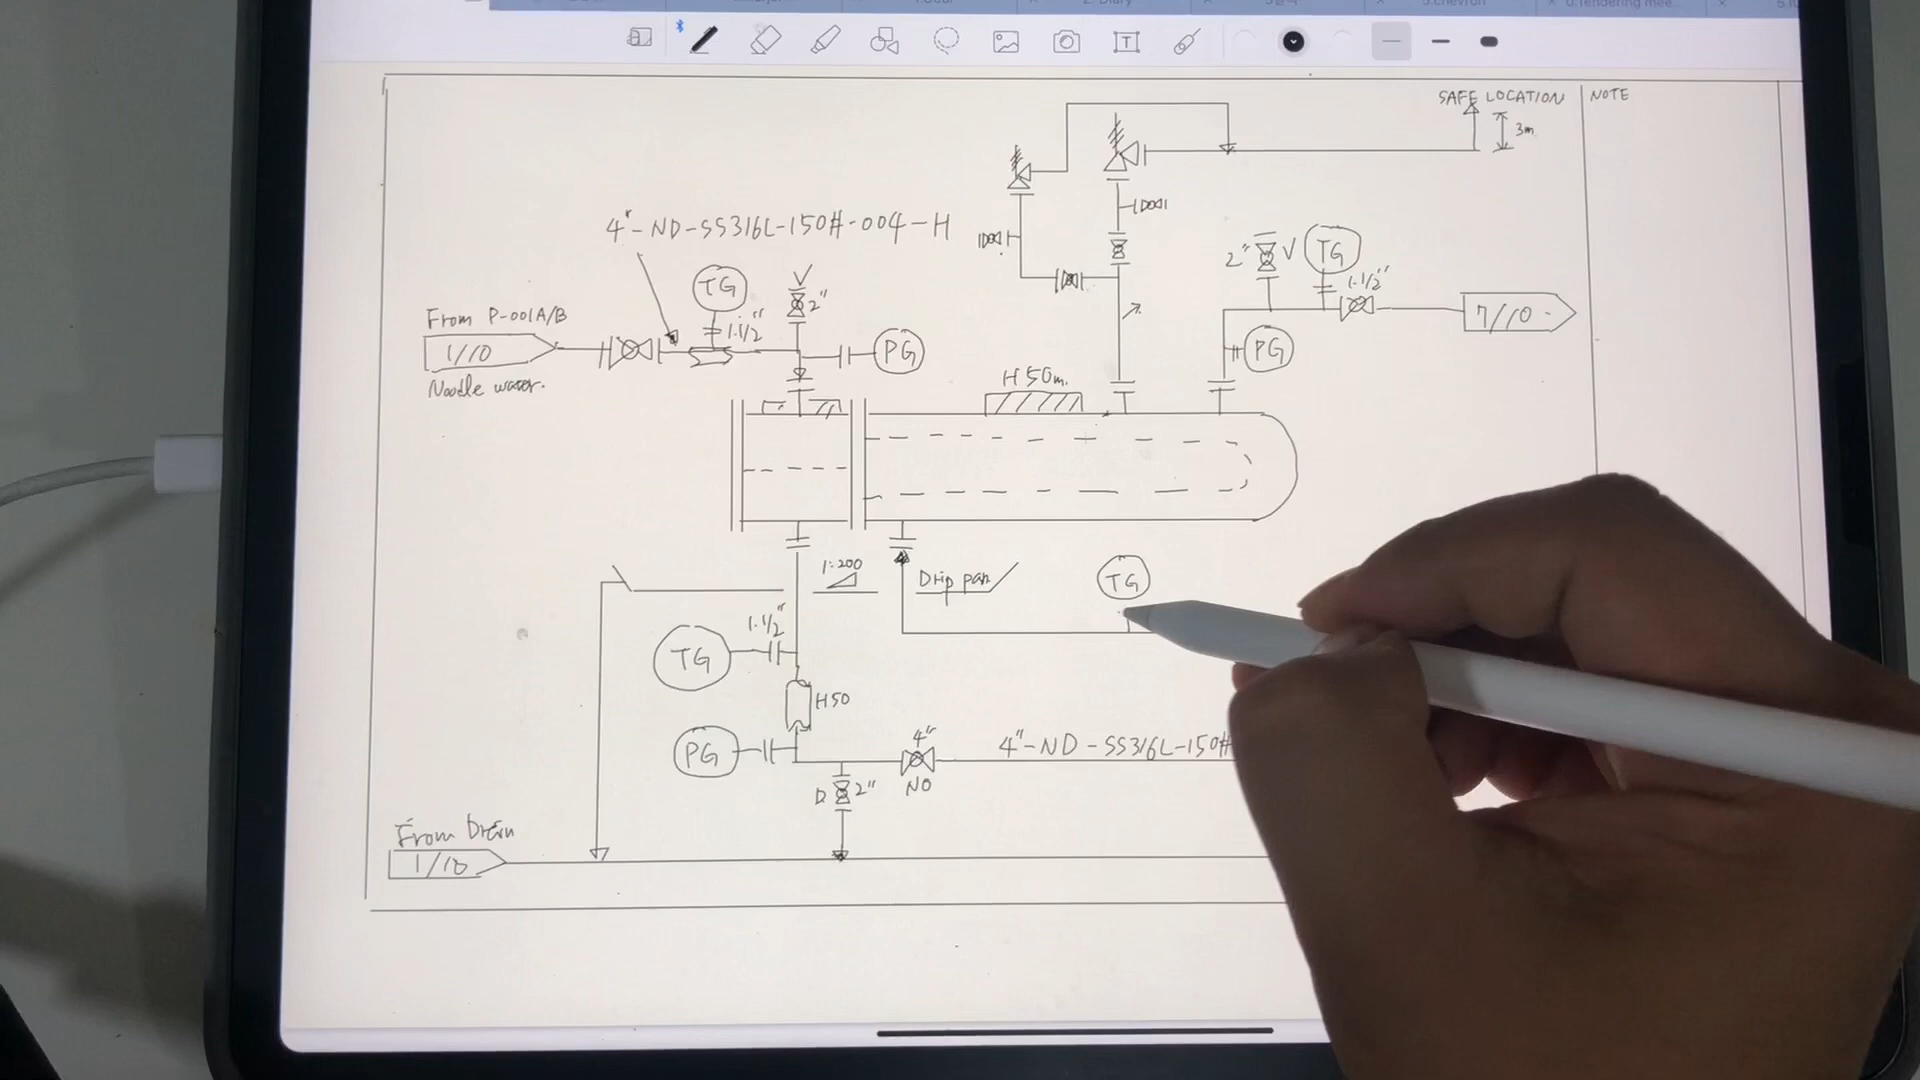 SAFE LOCATION
NOTE
3m
4"-ND-SS316L-150#-004-H
TG
V
2"
1.1/2"
2" V
TG
1.1/2"
From P-001A/B
1/10
Noodle water.
PG
PG
7/10
H 50m.
1:200
Drip pan
TG
1.1/2"
TG
H50
PG
4"
NO
4"-ND-SS316L-150#
D
2"
From Drain
1/10